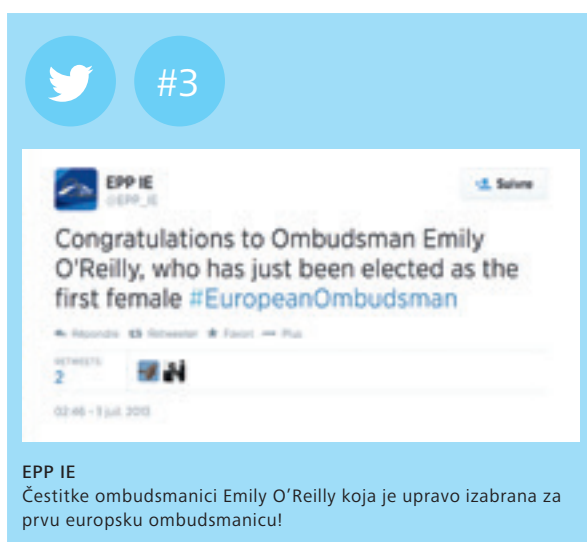 #3
EPP IE
@EPP_IE
Suivre
Congratulations to Ombudsman Emily
O'Reilly, who has just been elected as the
first female #EuropeanOmbudsman
Répondre Retweeter Favori Plus
RETWEETS
2
02:46 - 3 juil. 2013
EPP IE
Čestitke ombudsmanici Emily O’Reilly koja je upravo izabrana za
prvu europsku ombudsmanicu!